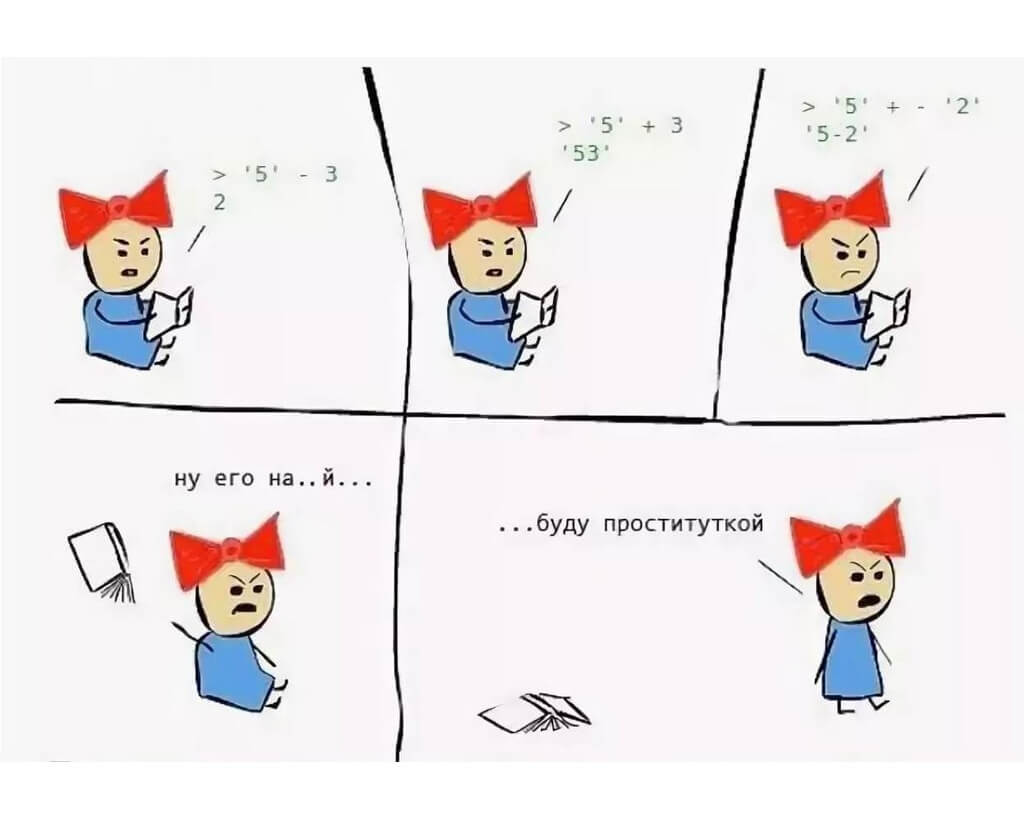 > '5' - 3
2
> '5' + 3
'53'
> '5' + - '2'
'5-2'
ну его на..й...
...буду проституткой